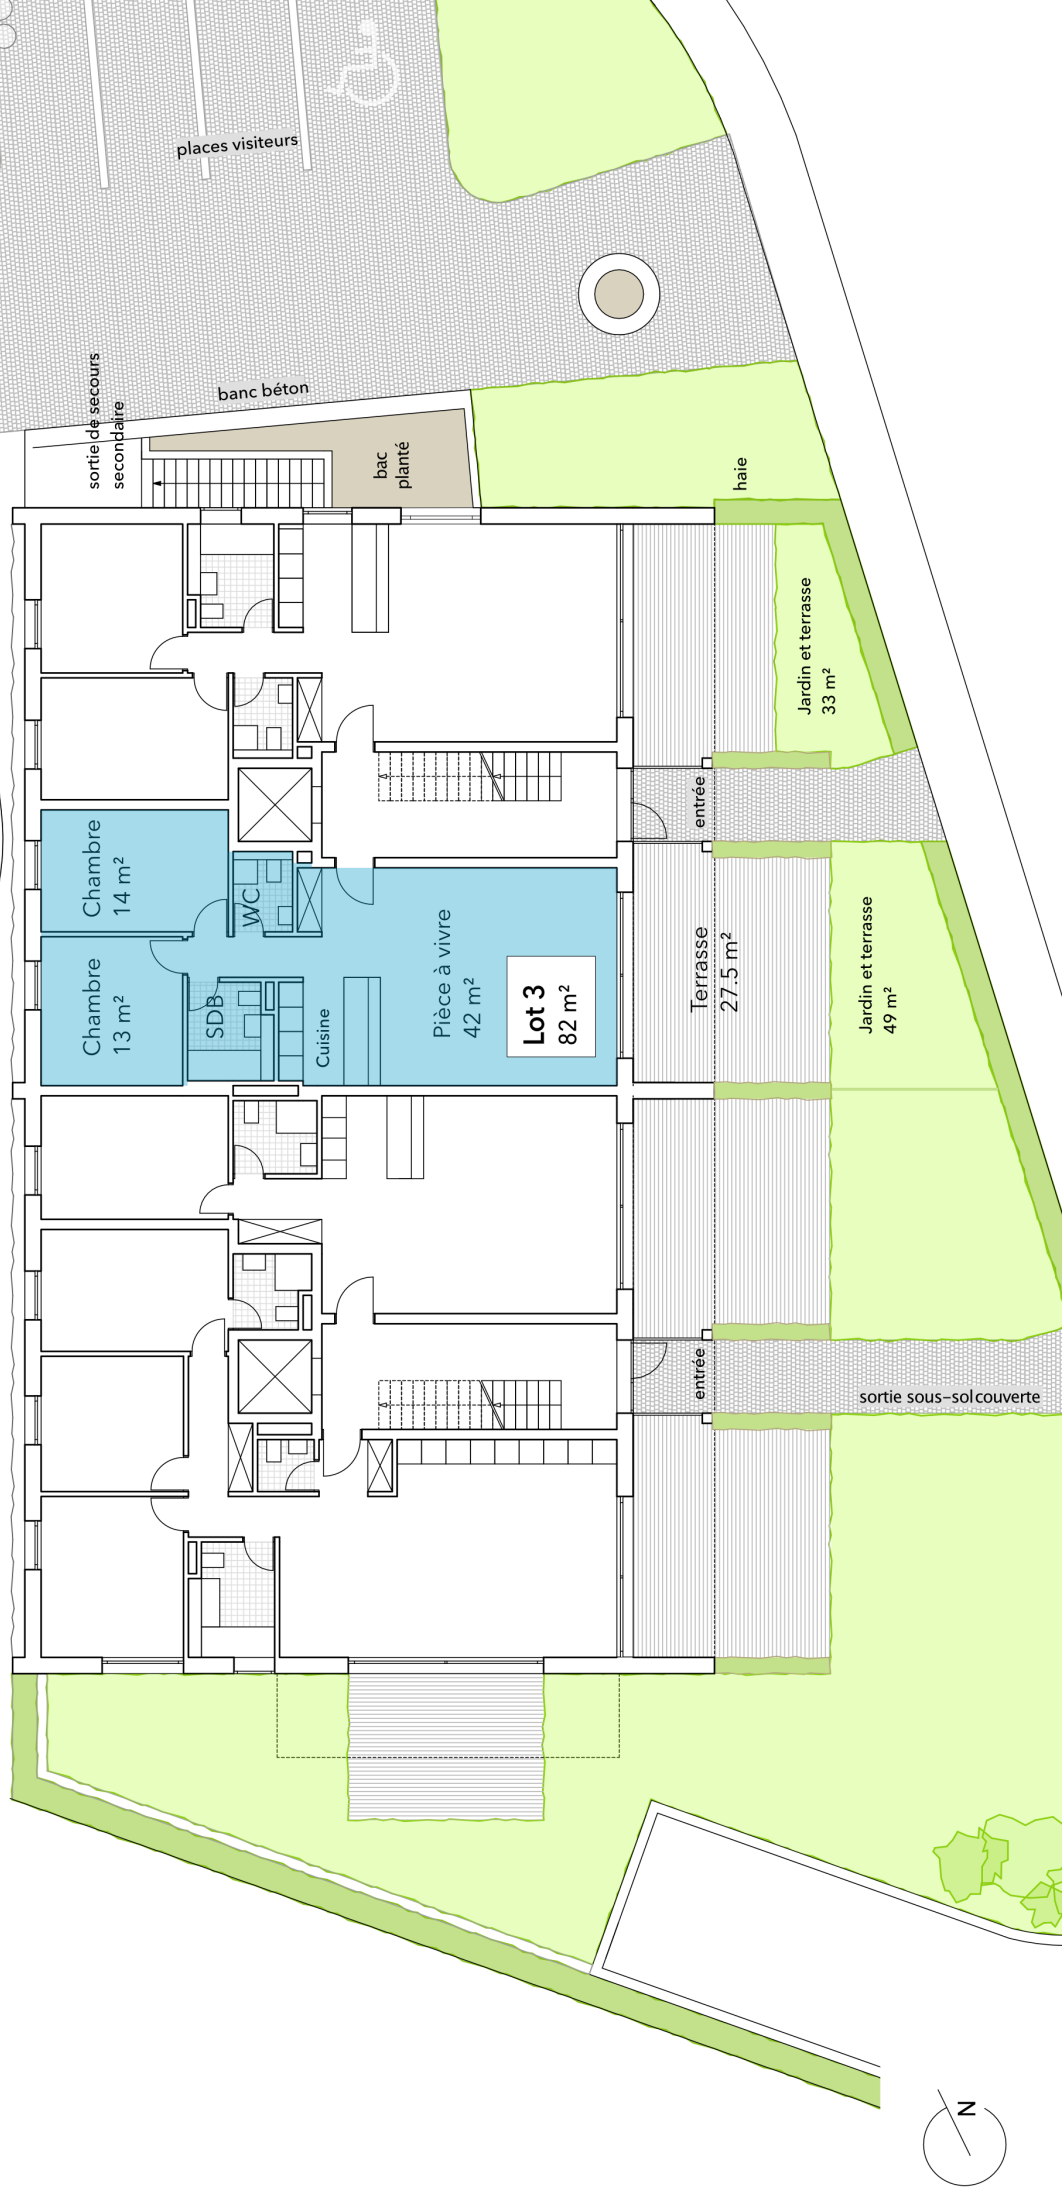 places visiteurs
banc béton
sortie de secours
secondaire
bac
planté
haie
Jardin et terrasse
33 m²
entrée
Chambre
14 m²
WC
Chambre
13 m²
SDB
Cuisine
Pièce à vivre
42 m²
Lot 3
82 m²
Terrasse
27.5 m²
Jardin et terrasse
49 m²
entrée
sortie sous-sol couverte
N